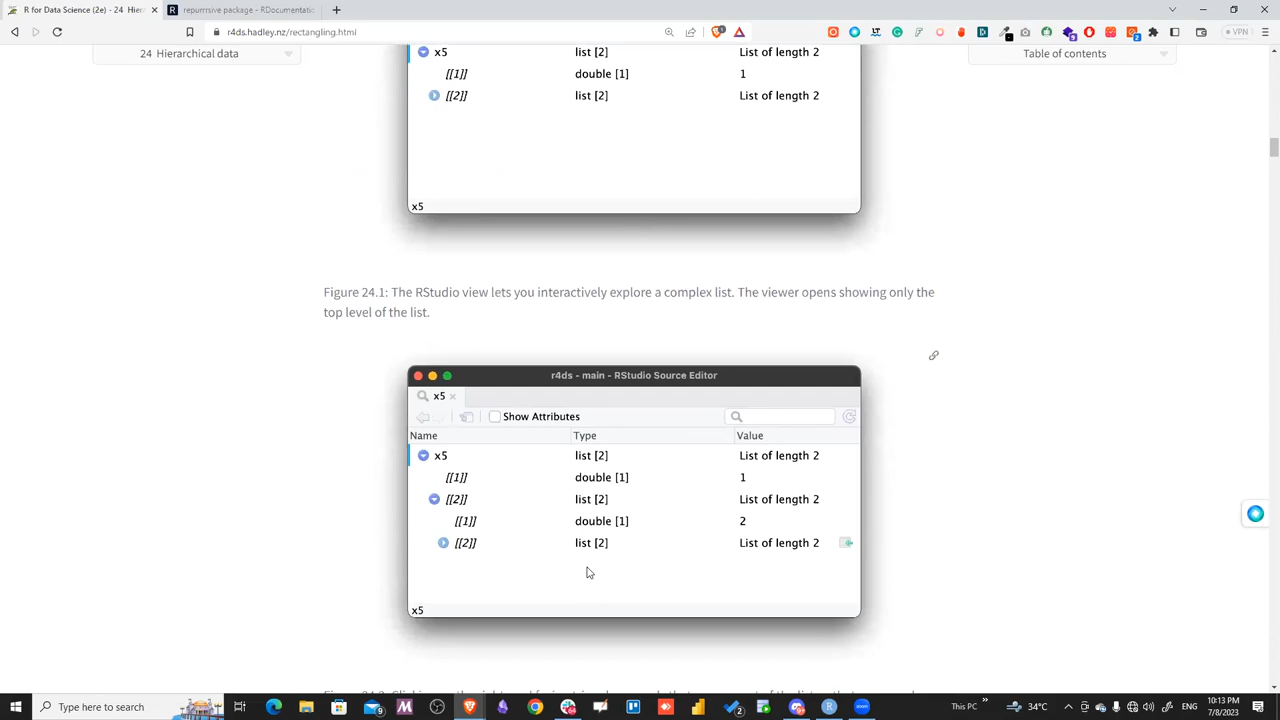 R for Data Science (2e) - 24 Hier
repurrrsive package - RDocumentati
r4ds.hadley.nz/rectangling.html
VPN
24 Hierarchical data
Table of contents
x5 list [2] List of length 2
[[1]] double [1] 1
[[2]] list [2] List of length 2
x5
Figure 24.1: The RStudio view lets you interactively explore a complex list. The viewer opens showing only the
top level of the list.
r4ds - main - RStudio Source Editor
x5
Show Attributes
Name Type Value
x5 list [2] List of length 2
[[1]] double [1] 1
[[2]] list [2] List of length 2
[[1]] double [1] 2
[[2]] list [2] List of length 2
x5
Type here to search
This PC
34°C
10:13 PM
7/8/2023